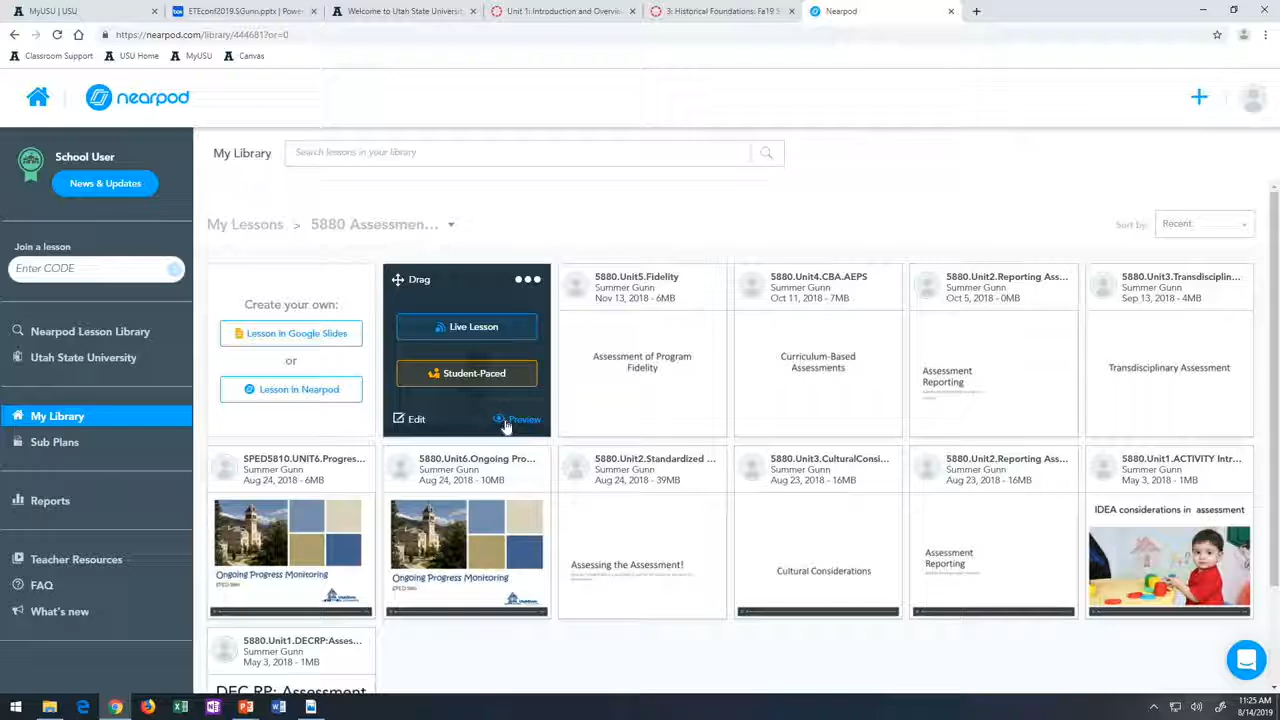 MyUSU | USU
ETEconf2019.SGunn.pptx | Power
Welcome to Utah State University
Unit 1: Introduction and Overvie
3: Historical Foundations: Fa19 S
Nearpod
https://nearpod.com/library/444681?or=0
Classroom Support
USU Home
MyUSU
Canvas
nearpod
School User
News & Updates
Join a lesson
Enter CODE
Nearpod Lesson Library
Utah State University
My Library
Sub Plans
Reports
Teacher Resources
FAQ
What's new
My Library
Search lessons in your library
My Lessons > 5880 Assessmen...
Sort by:
Recent
Create your own:
Lesson in Google Slides
or
Lesson in Nearpod
Drag
Live Lesson
Student-Paced
Edit
Preview
5880.Unit5.Fidelity
Summer Gunn
Nov 13, 2018 - 6MB
Assessment of Program
Fidelity
5880.Unit4.CBA.AEPS
Summer Gunn
Oct 11, 2018 - 7MB
Curriculum-Based
Assessments
5880.Unit2.Reporting Ass...
Summer Gunn
Oct 5, 2018 - 0MB
Assessment
Reporting
5880.Unit3.Transdisciplin...
Summer Gunn
Sep 13, 2018 - 4MB
Transdisciplinary Assessment
SPED5810.UNIT6.Progres...
Summer Gunn
Aug 24, 2018 - 6MB
Ongoing Progress Monitoring
5880.Unit6.Ongoing Pro...
Summer Gunn
Aug 24, 2018 - 10MB
Ongoing Progress Monitoring
5880.Unit2.Standardized ...
Summer Gunn
Aug 24, 2018 - 39MB
Assessing the Assessment!
5880.Unit3.CulturalConsi...
Summer Gunn
Aug 23, 2018 - 16MB
Cultural Considerations
5880.Unit2.Reporting Ass...
Summer Gunn
Aug 23, 2018 - 16MB
Assessment
Reporting
5880.Unit1.ACTIVITY Intr...
Summer Gunn
May 3, 2018 - 1MB
IDEA considerations in assessment
5880.Unit1.DECRP:Asses...
Summer Gunn
May 3, 2018 - 1MB
DEC RP: Assessment
11:25 AM
8/14/2019